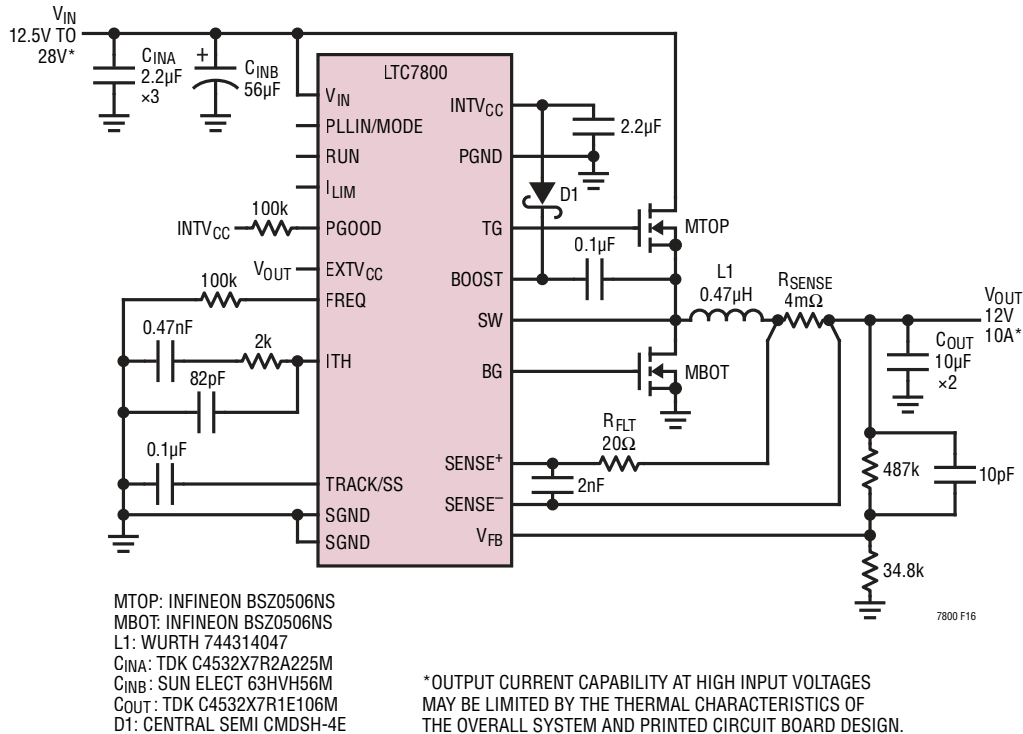 VIN
12.5V TO
28V*
CINA
2.2µF
×3
+
CINB
56µF
LTC7800
VIN
PLLIN/MODE
RUN
ILIM
INTVCC
100k
PGOOD
VOUT
EXTVCC
100k
FREQ
0.47nF
2k
ITH
82pF
0.1µF
TRACK/SS
SGND
SGND
INTVCC
2.2µF
PGND
D1
TG
MTOP
0.1µF
BOOST
SW
L1
0.47µH
RSENSE
4mΩ
VOUT
12V
10A*
COUT
10µF
×2
BG
MBOT
RFLT
20Ω
SENSE+
2nF
SENSE–
VFB
487k
10pF
34.8k
7800 F16
MTOP: INFINEON BSZ0506NS
MBOT: INFINEON BSZ0506NS
L1: WURTH 744314047
CINA: TDK C4532X7R2A225M
CINB: SUN ELECT 63HVH56M
COUT: TDK C4532X7R1E106M
D1: CENTRAL SEMI CMDSH-4E
*OUTPUT CURRENT CAPABILITY AT HIGH INPUT VOLTAGES
MAY BE LIMITED BY THE THERMAL CHARACTERISTICS OF
THE OVERALL SYSTEM AND PRINTED CIRCUIT BOARD DESIGN.